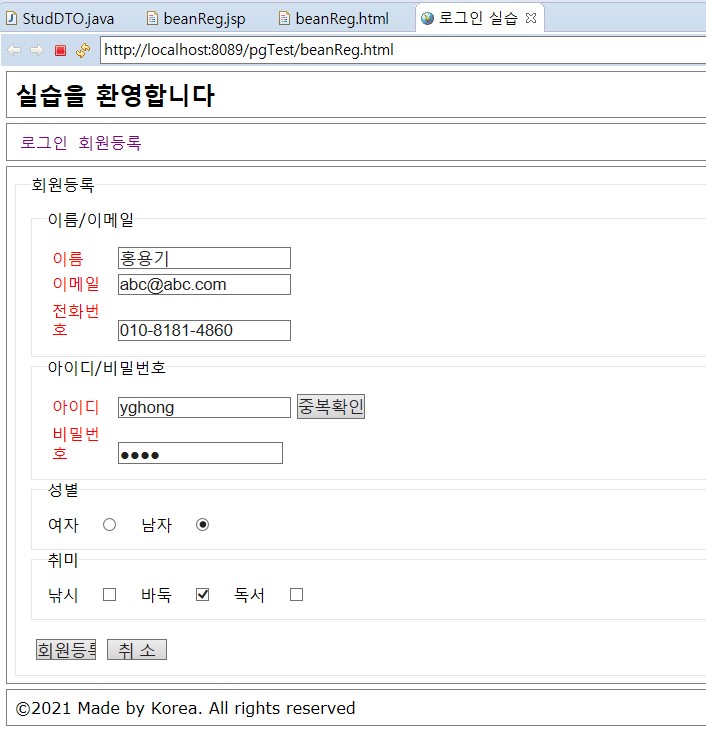 StudDTO.java beanReg.jsp beanReg.html 로그인 실습
http://localhost:8089/pgTest/beanReg.html
실습을 환영합니다
로그인 회원등록
회원등록
이름/이메일
이름 홍용기
이메일 abc@abc.com
전화번
호 010-8181-4860
아이디/비밀번호
아이디 yghong 중복확인
비밀번
호 ●●●●
성별
여자 남자
취미
낚시 바둑 독서
회원등록 취 소
©2021 Made by Korea. All rights reserved